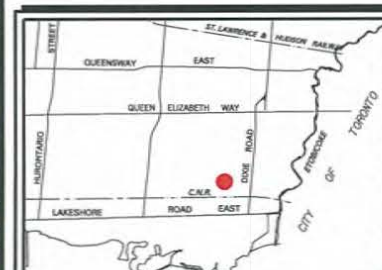 STREET
ST. LAWRENCE & HUDSON RAILWAY
QUEENSWAY EAST
QUEEN ELIZABETH WAY
HURONTARIO
DIXIE ROAD
ETOBICOKE
CITY OF TORONTO
C.N.R.
LAKESHORE ROAD EAST